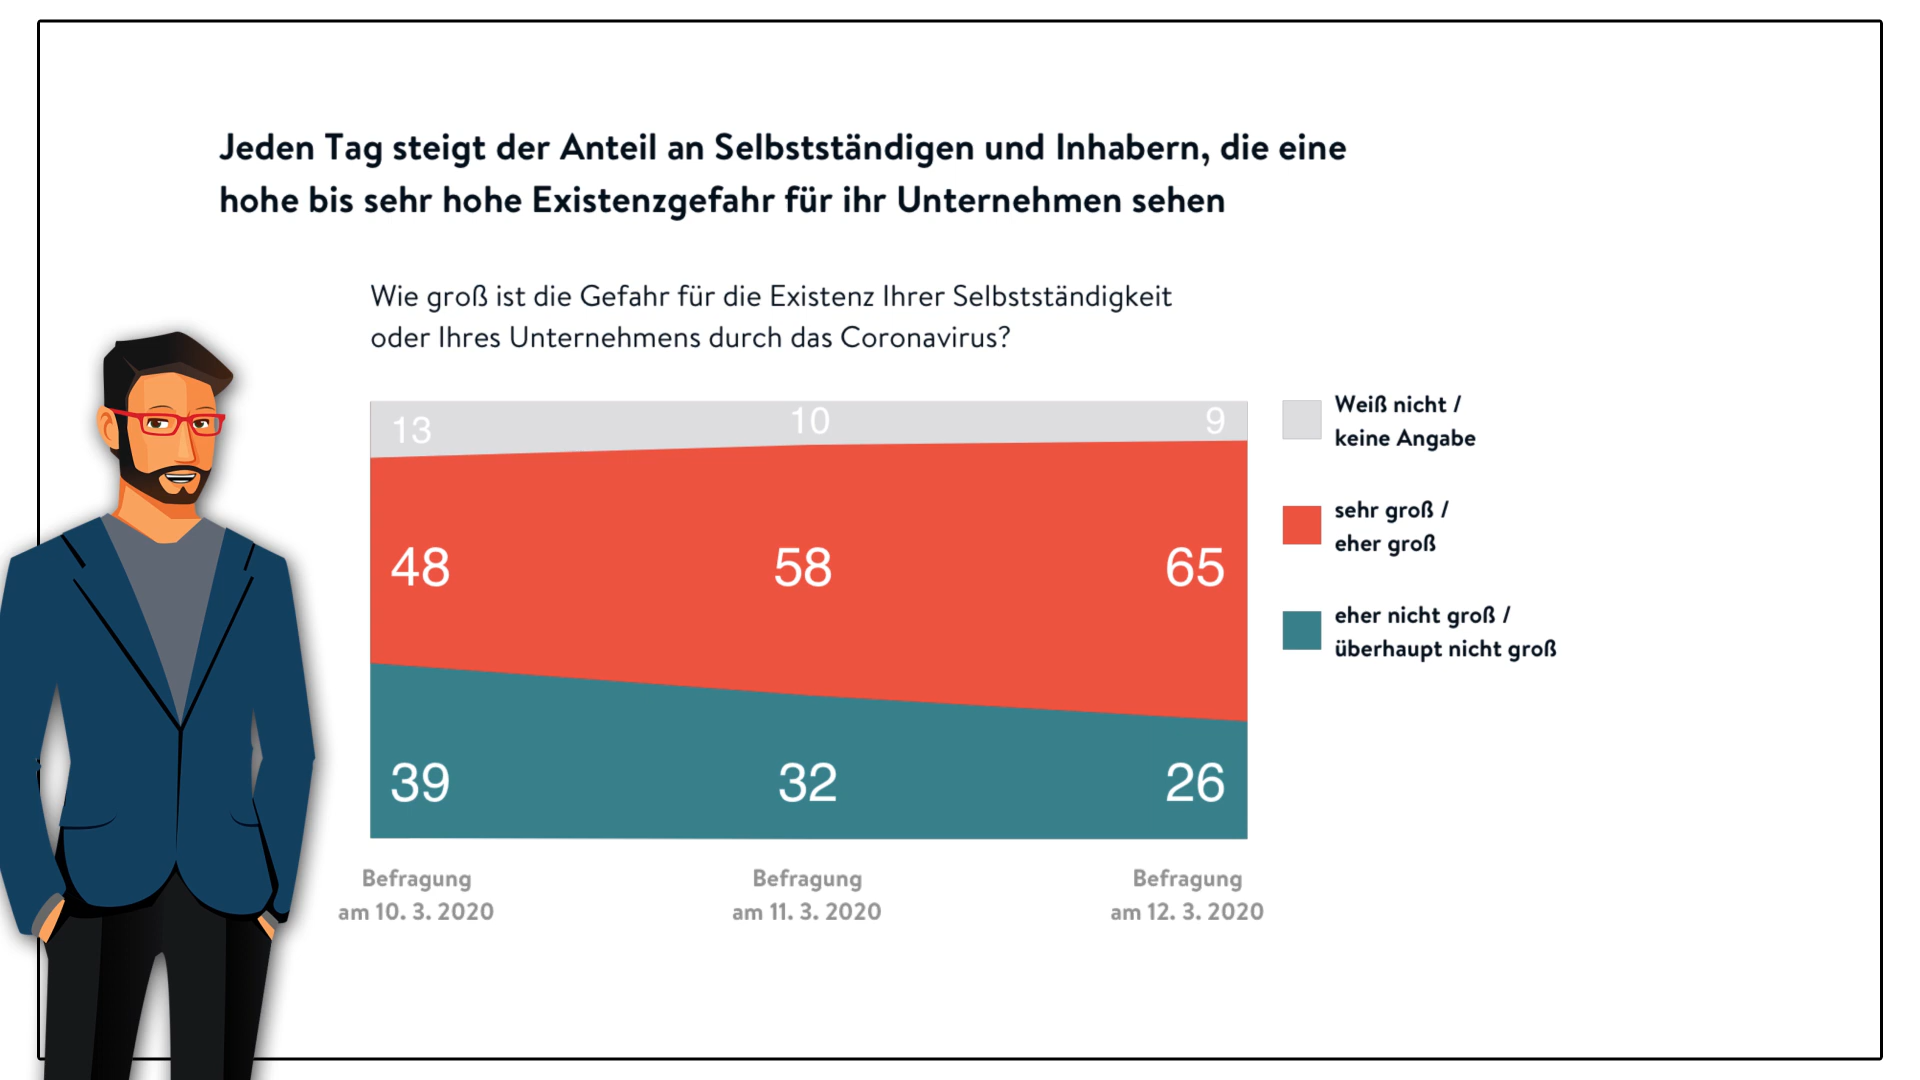 Jeden Tag steigt der Anteil an Selbstständigen und Inhabern, die eine
hohe bis sehr hohe Existenzgefahr für ihr Unternehmen sehen
Wie groß ist die Gefahr für die Existenz Ihrer Selbstständigkeit
oder Ihres Unternehmens durch das Coronavirus?
13 10 9
48 58 65
39 32 26
Weiß nicht /
keine Angabe
sehr groß /
eher groß
eher nicht groß /
überhaupt nicht groß
Befragung
am 10. 3. 2020
Befragung
am 11. 3. 2020
Befragung
am 12. 3. 2020